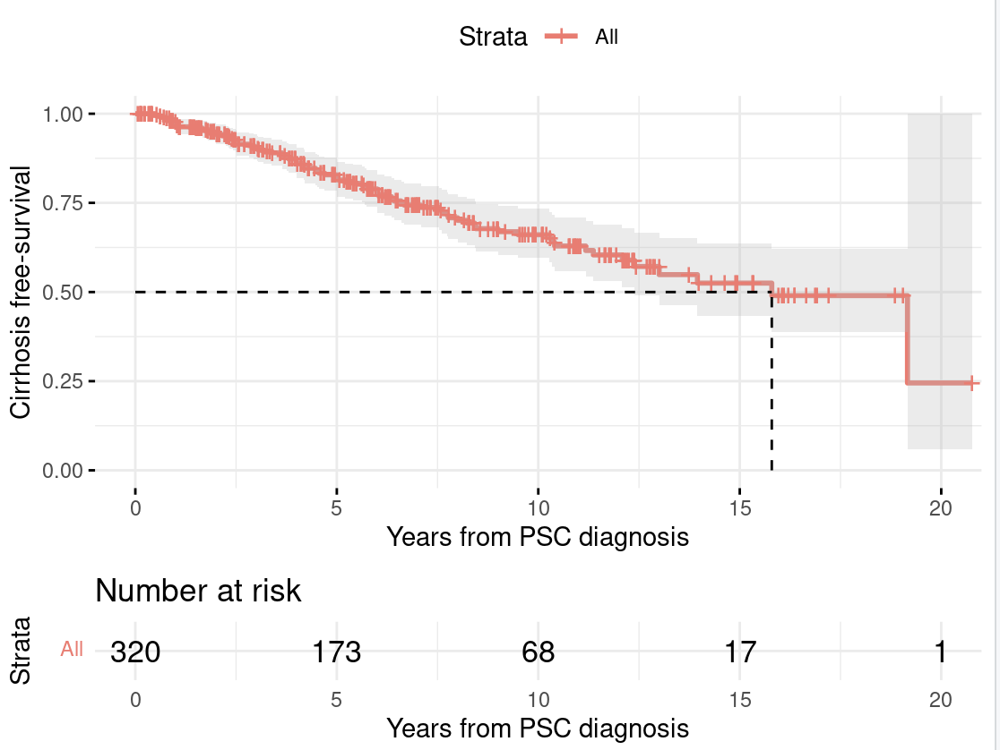 Strata All
1.00
0.75
0.50
0.25
0.00
Cirrhosis free-survival
0 5 10 15 20
Years from PSC diagnosis
Number at risk
Strata
All 320 173 68 17 1
0 5 10 15 20
Years from PSC diagnosis